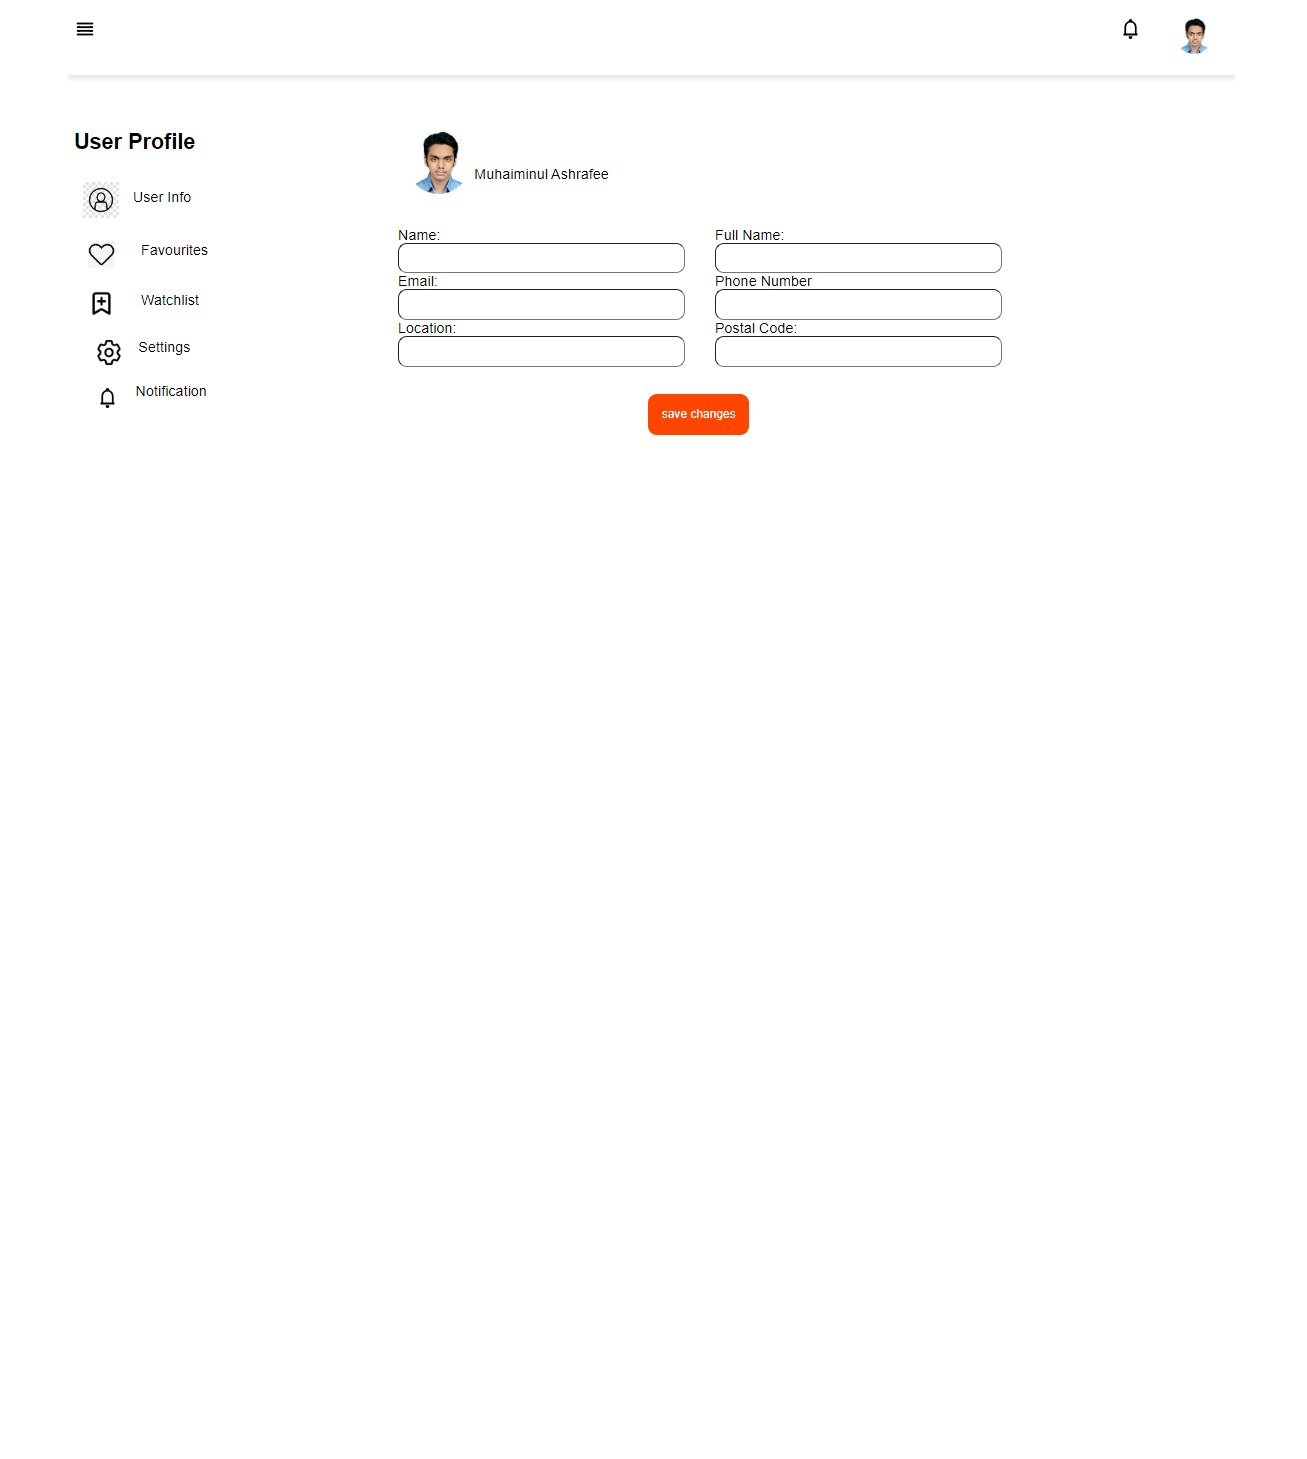 User Profile
User Info
Favourites
Watchlist
Settings
Notification
Muhaiminul Ashrafee
Name:
Full Name:
Email:
Phone Number
Location:
Postal Code:
save changes